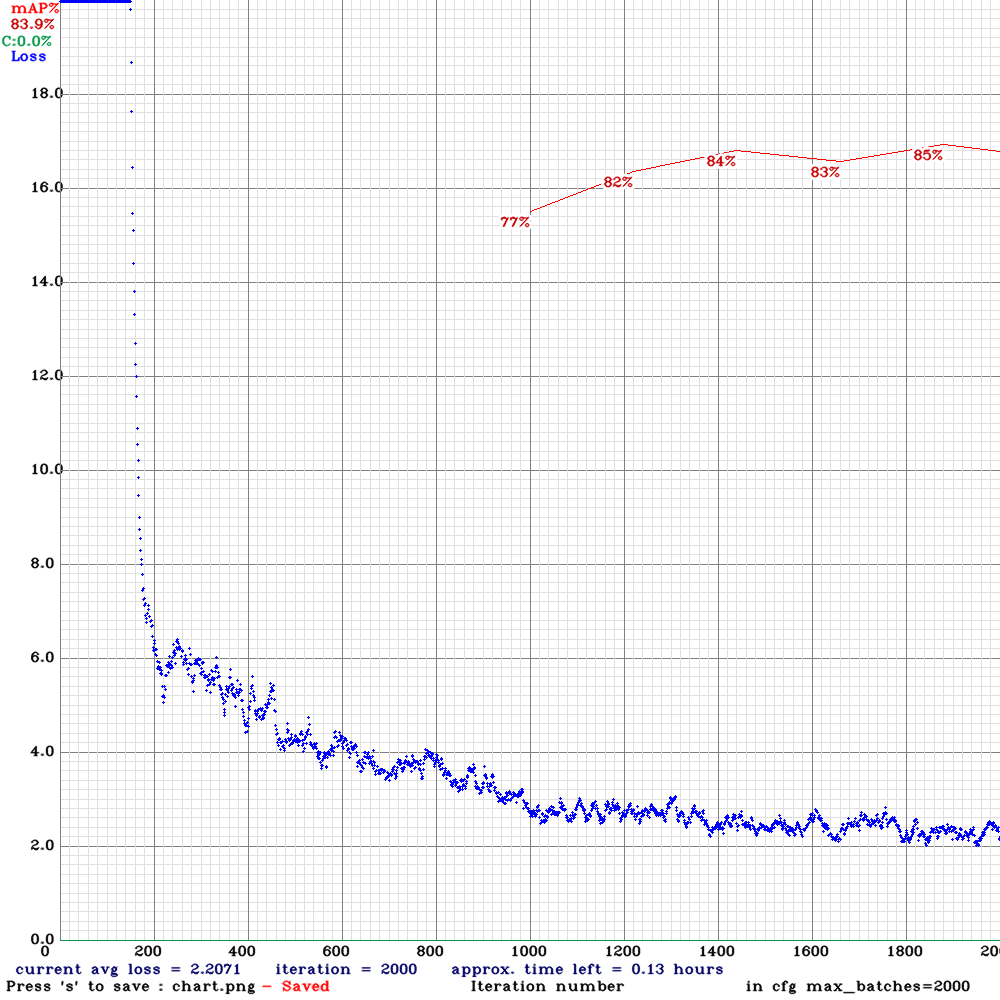 mAP%
83.9%
C:0.0%
Loss
18.0
16.0
14.0
12.0
10.0
8.0
6.0
4.0
2.0
0.0
77%
82%
84%
83%
85%
0 200 400 600 800 1000 1200 1400 1600 1800 20
current avg loss = 2.2071 iteration = 2000 approx. time left = 0.13 hours
Press 's' to save : chart.png - Saved Iteration number in cfg max_batches=2000